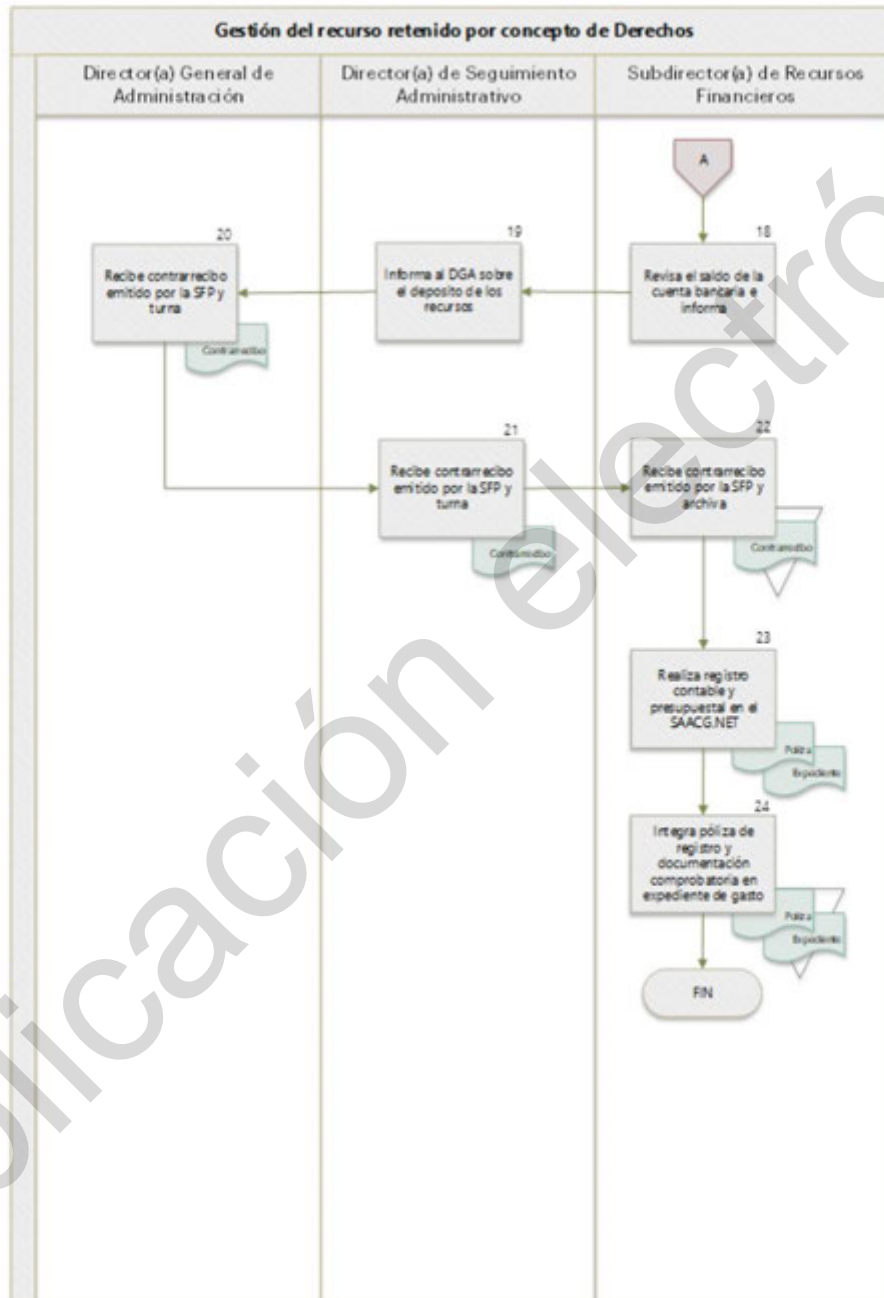 Gestión del recurso retenido por concepto de Derechos
Director(a) General de
Administración
Director(a) de Seguimiento
Administrativo
Subdirector(a) de Recursos
Financieros
A
18
Revisa el saldo de la
cuenta bancaria e
informa
19
Informa al DGA sobre
el deposito de los
recursos
20
Recibe contrarrecibo
emitido por la SFP y
turna
Contrarrecibo
21
Recibe contrarrecibo
emitido por la SFP y
turna
Contrarrecibo
22
Recibe contrarrecibo
emitido por la SFP y
archiva
Contrarrecibo
23
Realiza registro
contable y
presupuestal en el
SAACG.NET
Poliza
Expediente
24
Integra póliza de
registro y
documentación
comprobatoria en
expediente de gasto
Poliza
Expediente
FIN
plicación electró